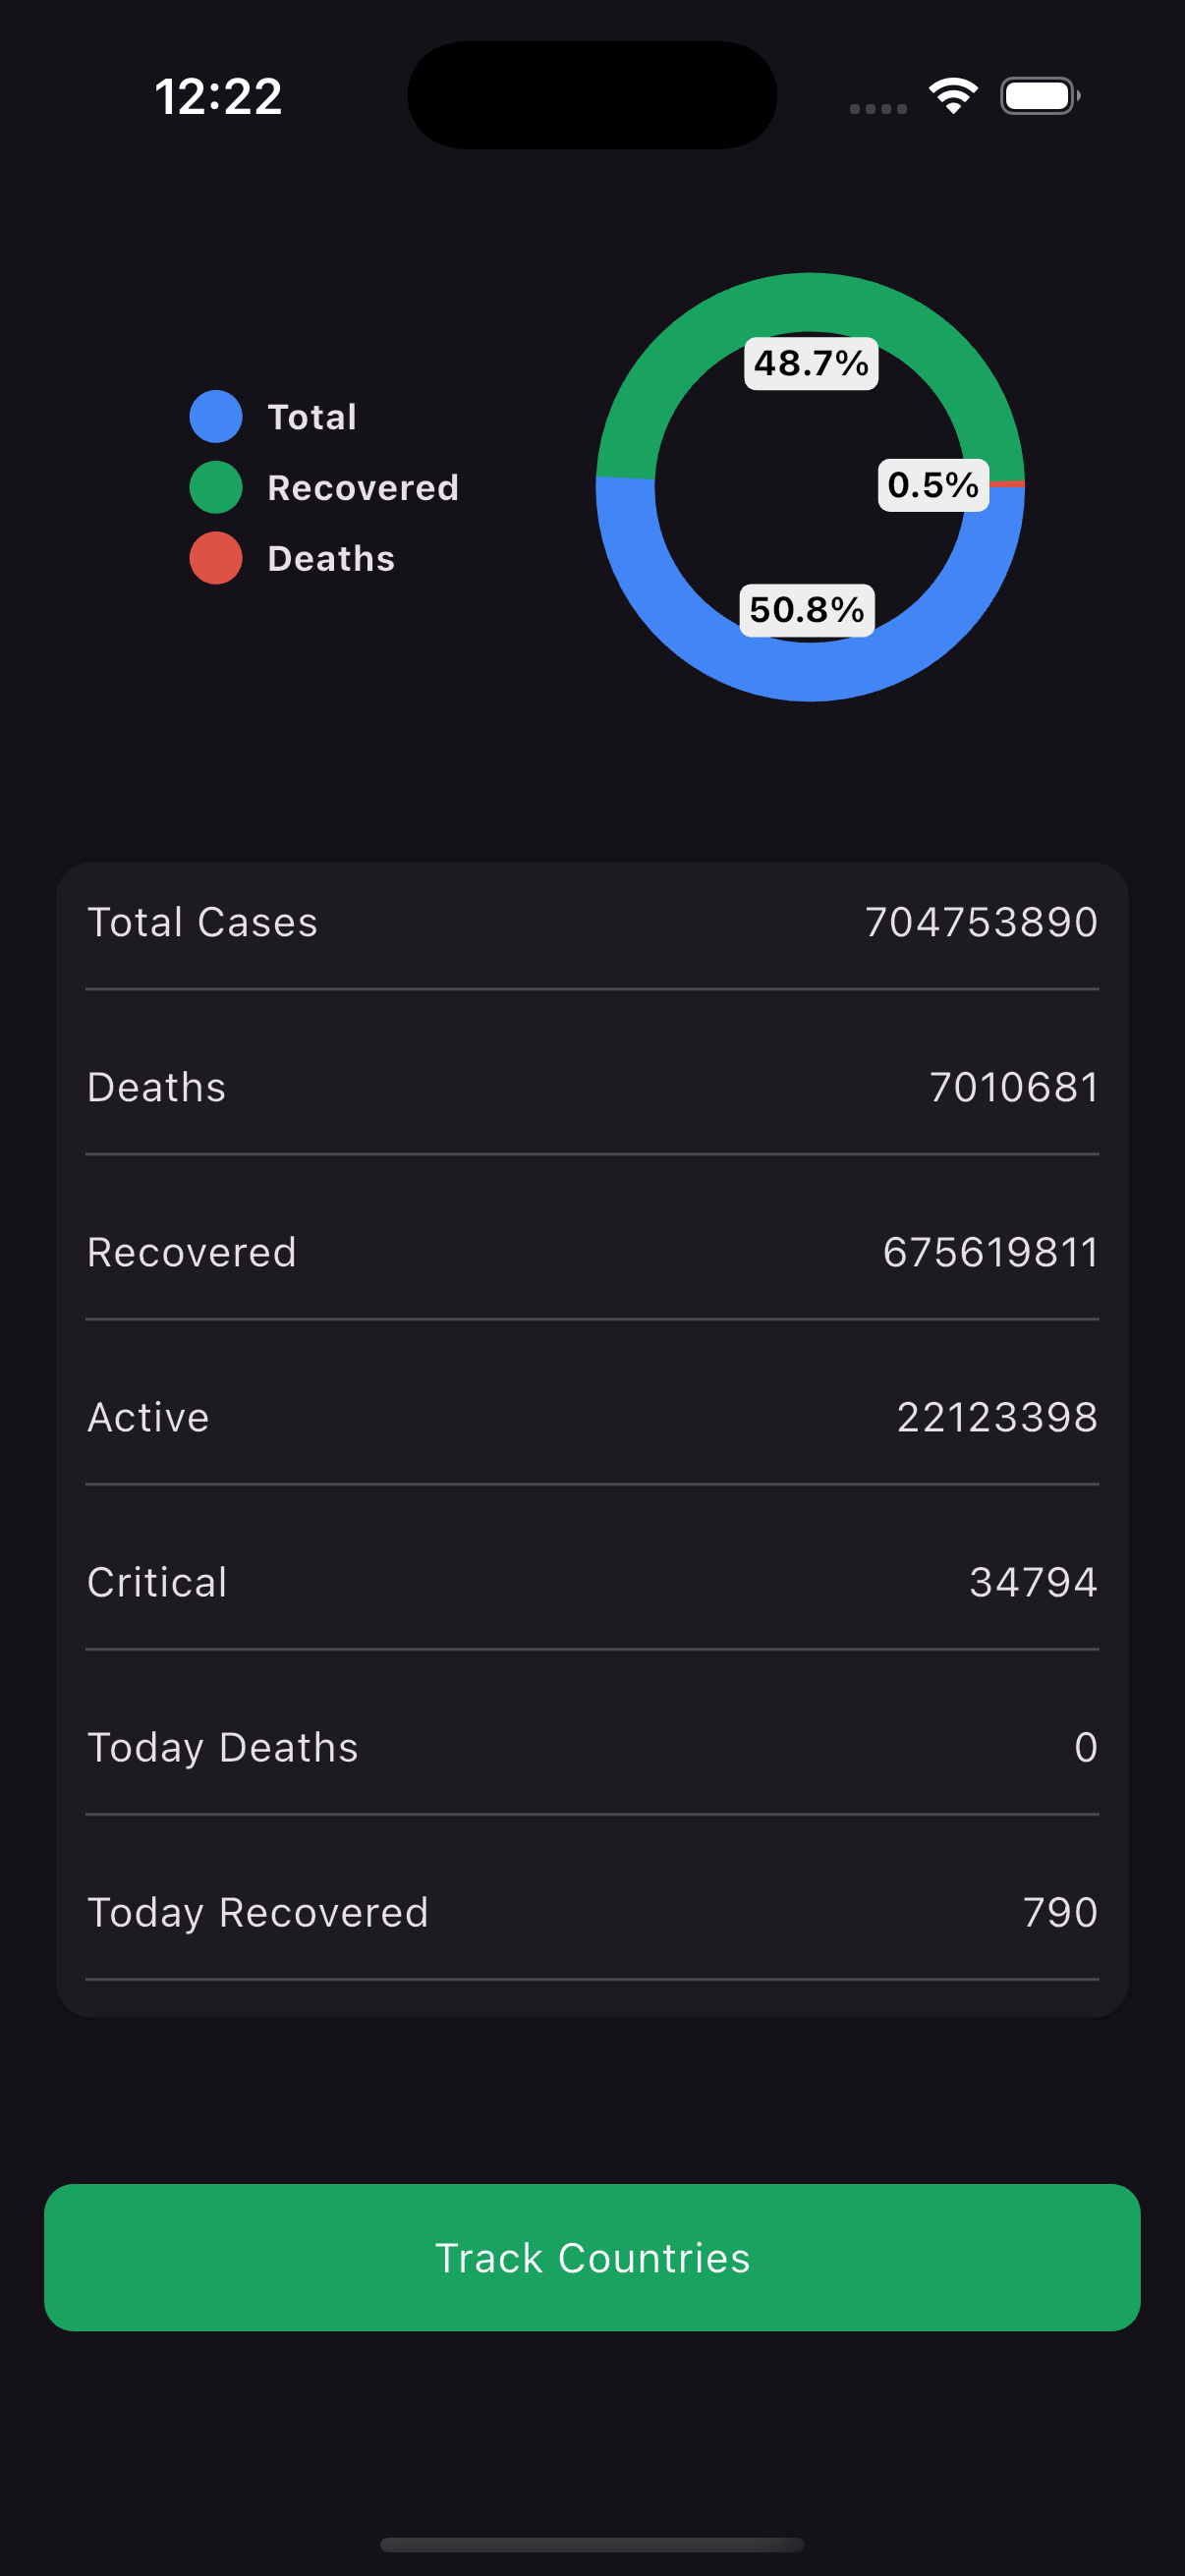 12:22
Total
Recovered
Deaths
48.7%
0.5%
50.8%
Total Cases 704753890
Deaths 7010681
Recovered 675619811
Active 22123398
Critical 34794
Today Deaths 0
Today Recovered 790
Track Countries